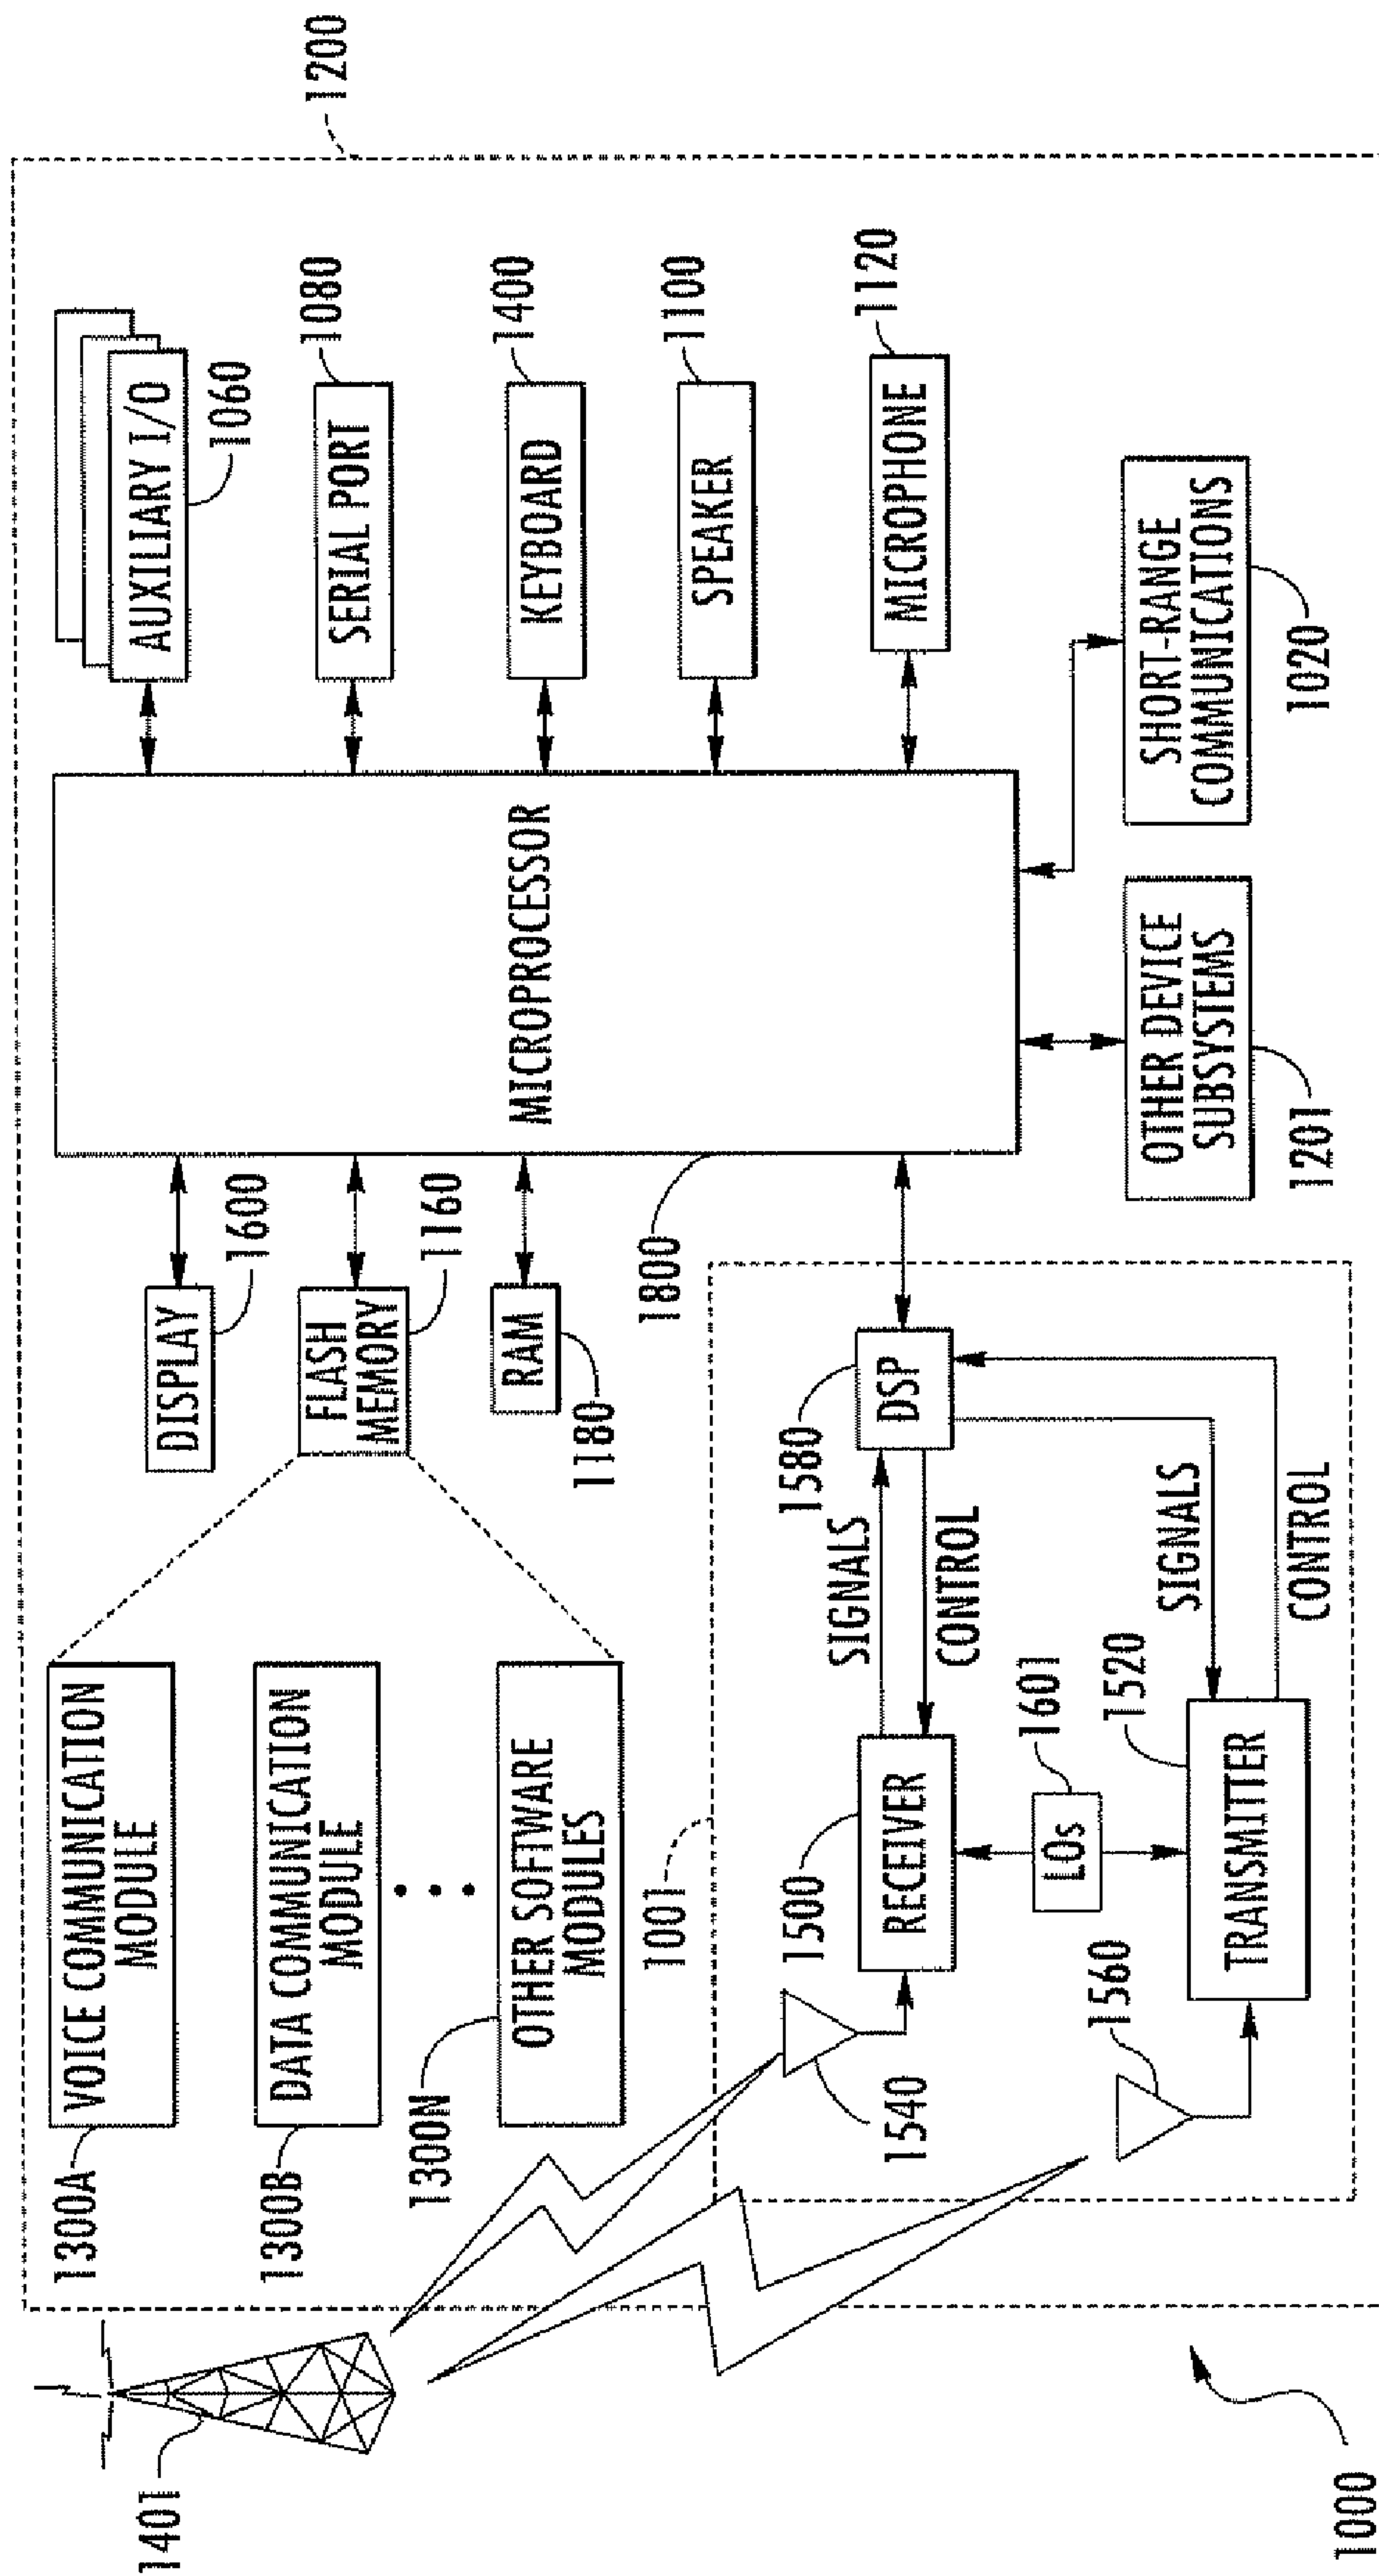 1200
AUXILIARY I/O
1060
SERIAL PORT
1080
KEYBOARD
1400
SPEAKER
1100
MICROPHONE
1120
SHORT-RANGE
COMMUNICATIONS
1020
OTHER DEVICE
SUBSYSTEMS
1201
MICROPROCESSOR
1800
DISPLAY
1600
FLASH
MEMORY
1160
RAM
1180
VOICE COMMUNICATION
MODULE
1300A
DATA COMMUNICATION
MODULE
1300B
OTHER SOFTWARE
MODULES
1300N
1001
DSP
1580
SIGNALS
CONTROL
SIGNALS
CONTROL
RECEIVER
1500
LOs
1601
TRANSMITTER
1520
1540
1560
1401
1000